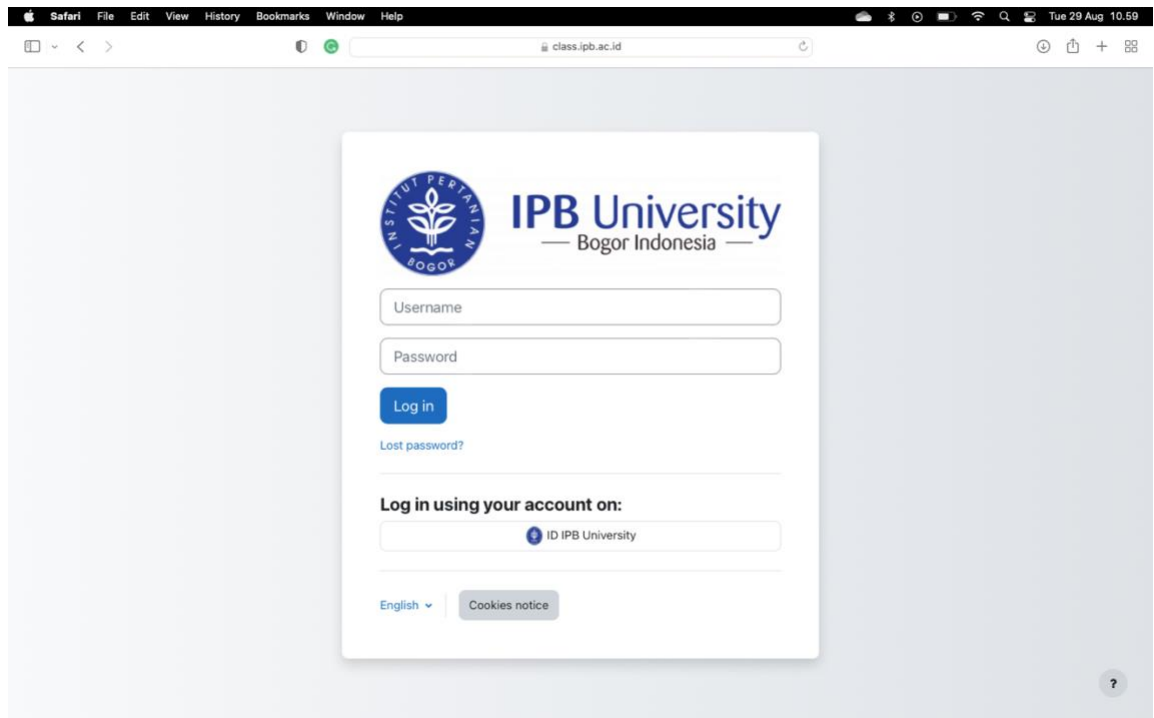 Safari File Edit View History Bookmarks Window Help Tue 29 Aug 10.59
class.ipb.ac.id
INSTITUT PERTANIAN
BOGOR
IPB University
Bogor Indonesia
Username
Password
Log in
Lost password?
Log in using your account on:
ID IPB University
English
Cookies notice
?